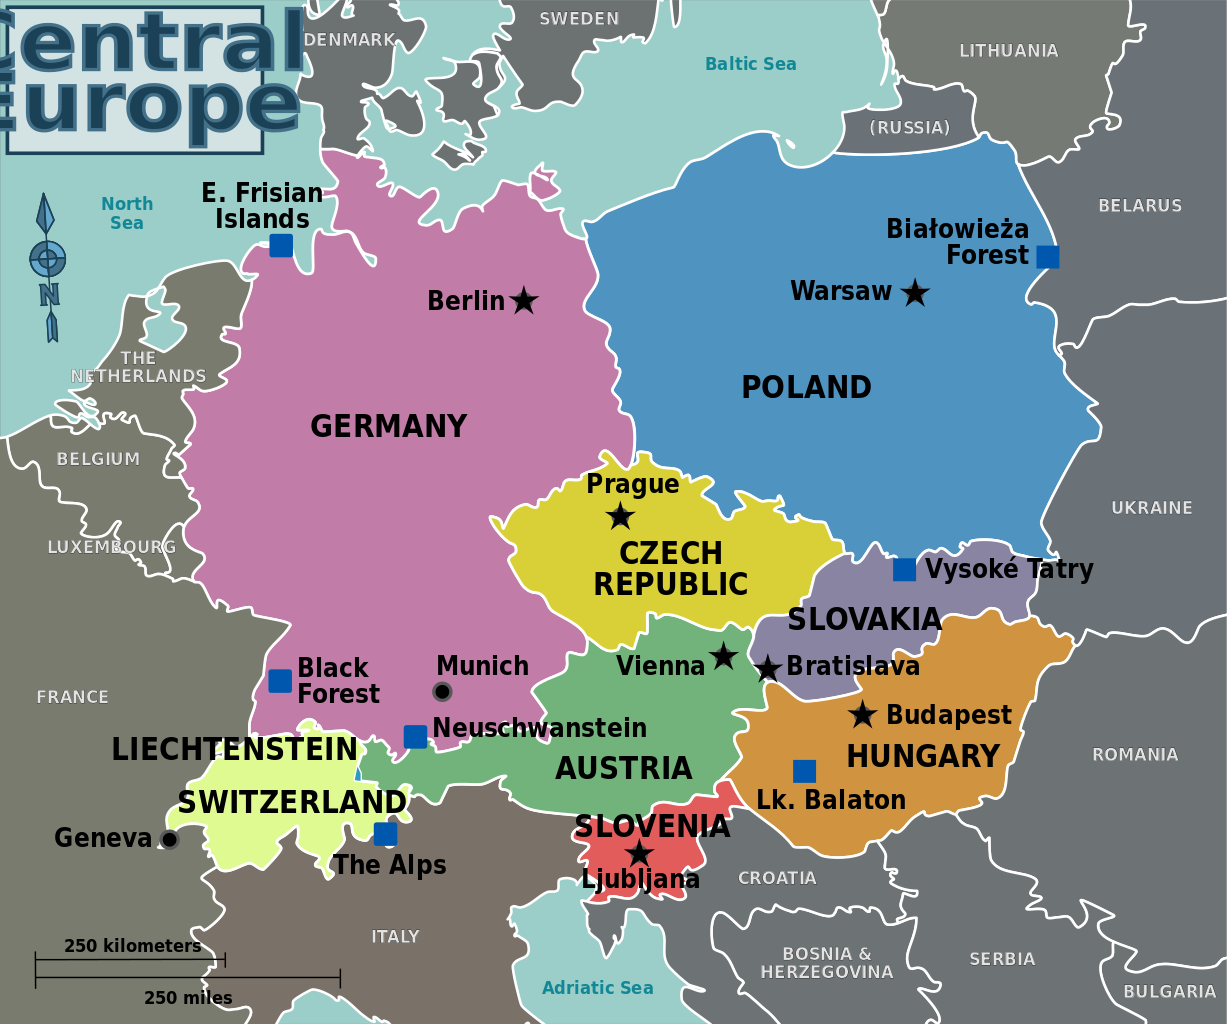 Central
Europe
DENMARK
SWEDEN
LITHUANIA
Baltic Sea
(RUSSIA)
North
Sea
E. Frisian
Islands
BELARUS
Białowieża
Forest
N
Berlin
Warsaw
THE
NETHERLANDS
POLAND
GERMANY
BELGIUM
Prague
UKRAINE
LUXEMBOURG
CZECH
REPUBLIC
Vysoké Tatry
SLOVAKIA
Black
Forest
Munich
Vienna
Bratislava
FRANCE
Neuschwanstein
Budapest
LIECHTENSTEIN
HUNGARY
ROMANIA
AUSTRIA
SWITZERLAND
Lk. Balaton
Geneva
SLOVENIA
The Alps
Ljubljana
CROATIA
ITALY
250 kilometers
BOSNIA &
HERZEGOVINA
SERBIA
Adriatic Sea
BULGARIA
250 miles